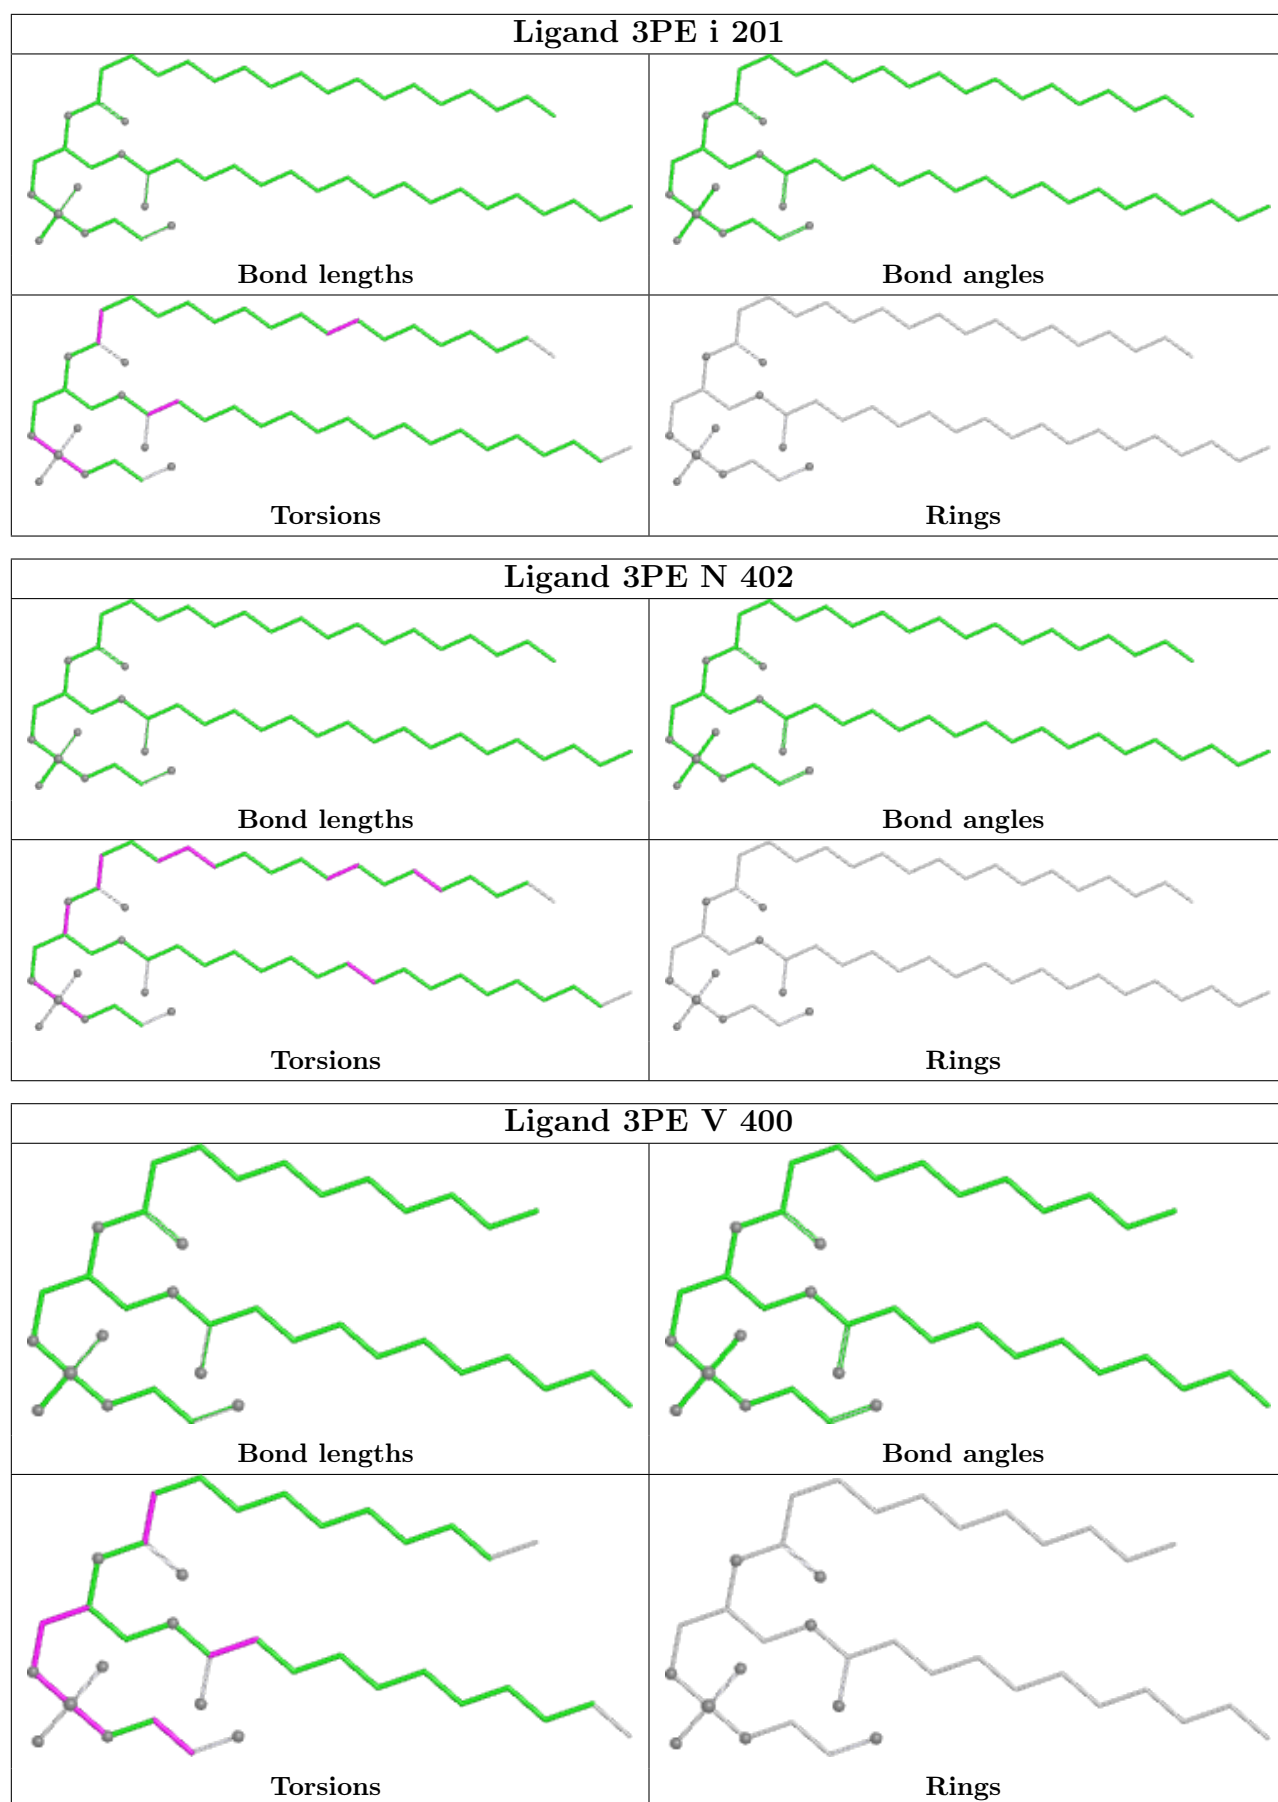 Ligand 3PE i 201
Bond lengths
Bond angles
Torsions
Rings
Ligand 3PE N 402
Bond lengths
Bond angles
Torsions
Rings
Ligand 3PE V 400
Bond lengths
Bond angles
Torsions
Rings